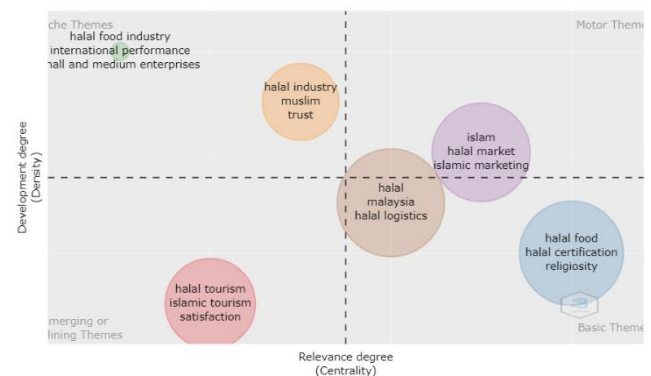 che Themes
Motor Theme
halal food industry
international performance
nall and medium enterprises
halal industry
muslim
trust
islam
halal market
islamic marketing
halal
malaysia
halal logistics
halal food
halal certification
religiosity
halal tourism
islamic tourism
satisfaction
merging or
lining Themes
Basic Theme
Development degree
(Density)
Relevance degree
(Centrality)